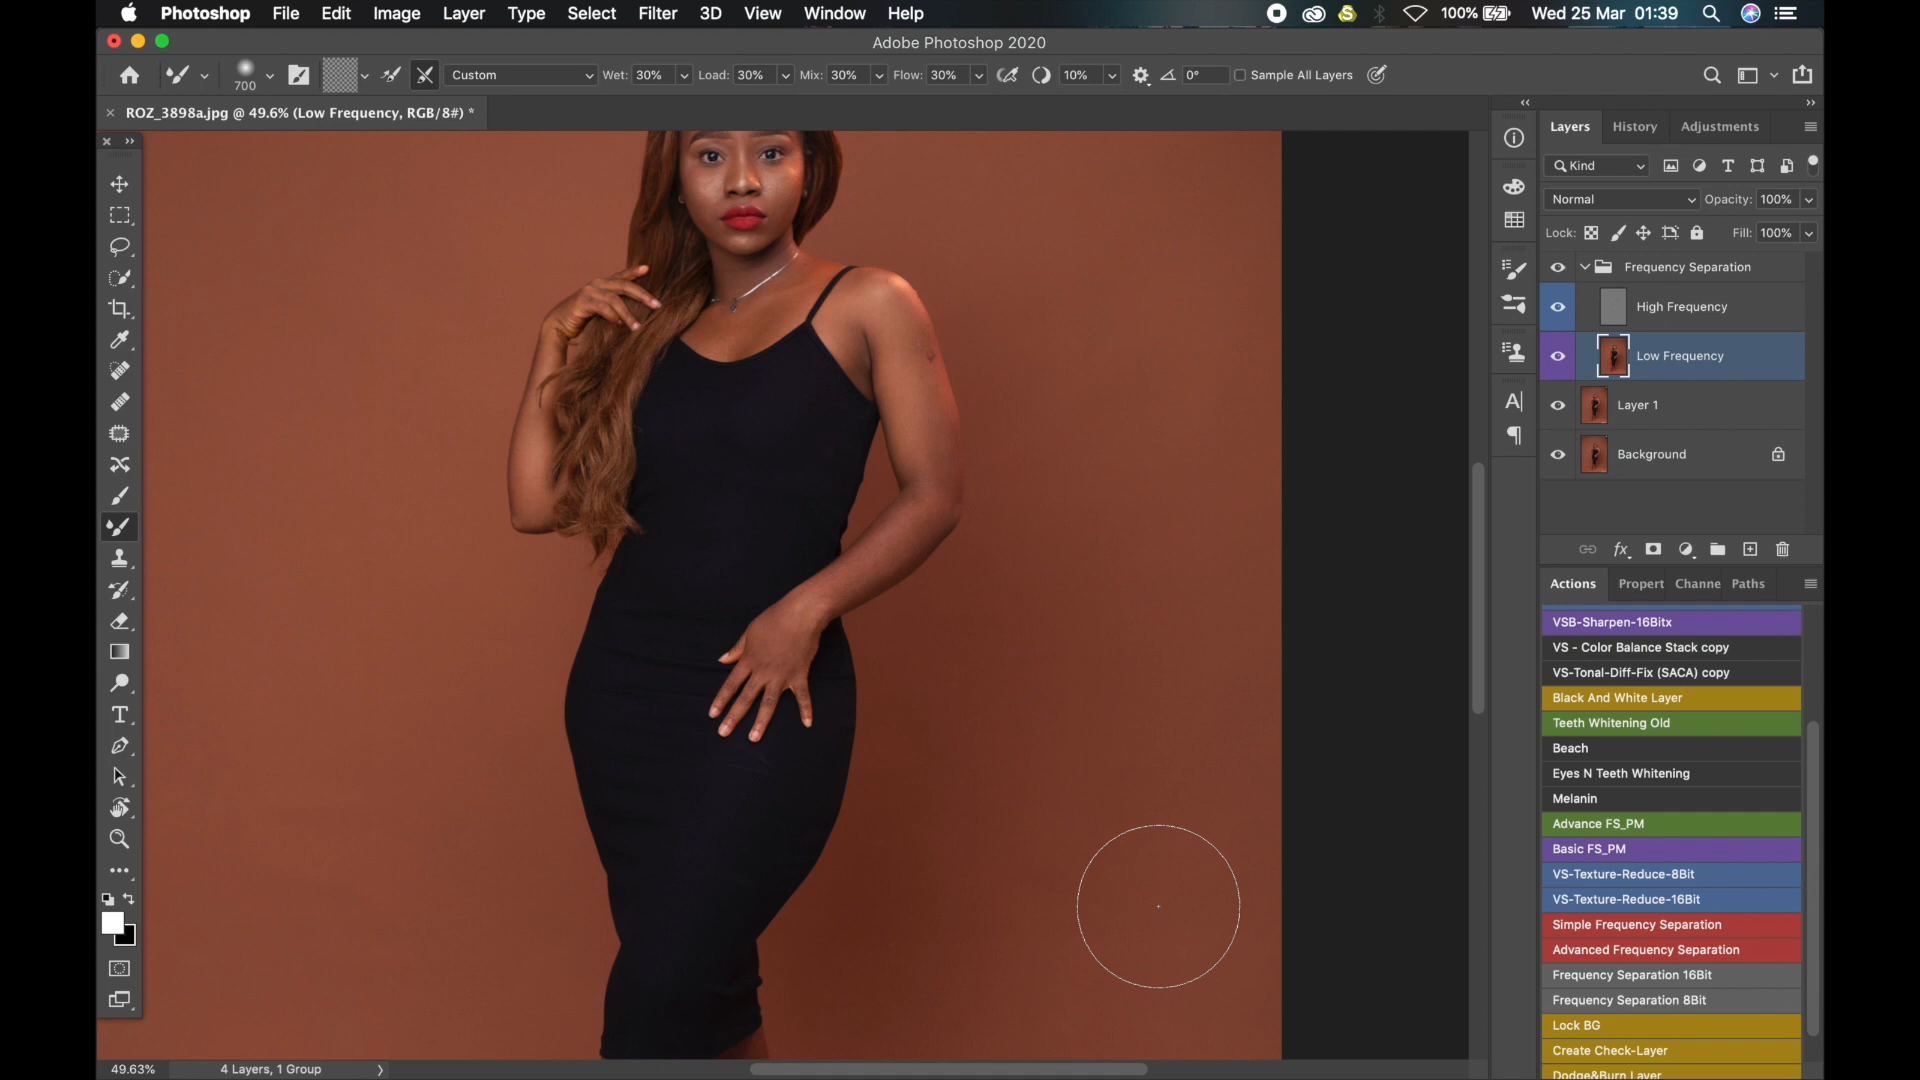 Photoshop File Edit Image Layer Type Select Filter 3D View Window Help 100% Wed 25 Mar 01:39
Adobe Photoshop 2020
700 Custom Wet: 30% Load: 30% Mix: 30% Flow: 30% 10% 0° Sample All Layers
ROZ_3898a.jpg @ 49.6% (Low Frequency, RGB/8#) *
Layers History Adjustments
Kind
Normal Opacity: 100%
Lock: Fill: 100%
Frequency Separation
High Frequency
Low Frequency
Layer 1
Background
Actions Propert Channe Paths
VSB-Sharpen-16Bitx
VS - Color Balance Stack copy
VS-Tonal-Diff-Fix (SACA) copy
Black And White Layer
Teeth Whitening Old
Beach
Eyes N Teeth Whitening
Melanin
Advance FS_PM
Basic FS_PM
VS-Texture-Reduce-8Bit
VS-Texture-Reduce-16Bit
Simple Frequency Separation
Advanced Frequency Separation
Frequency Separation 16Bit
Frequency Separation 8Bit
Lock BG
Create Check-Layer
Dodge&Burn Layer
49.63% 4 Layers, 1 Group